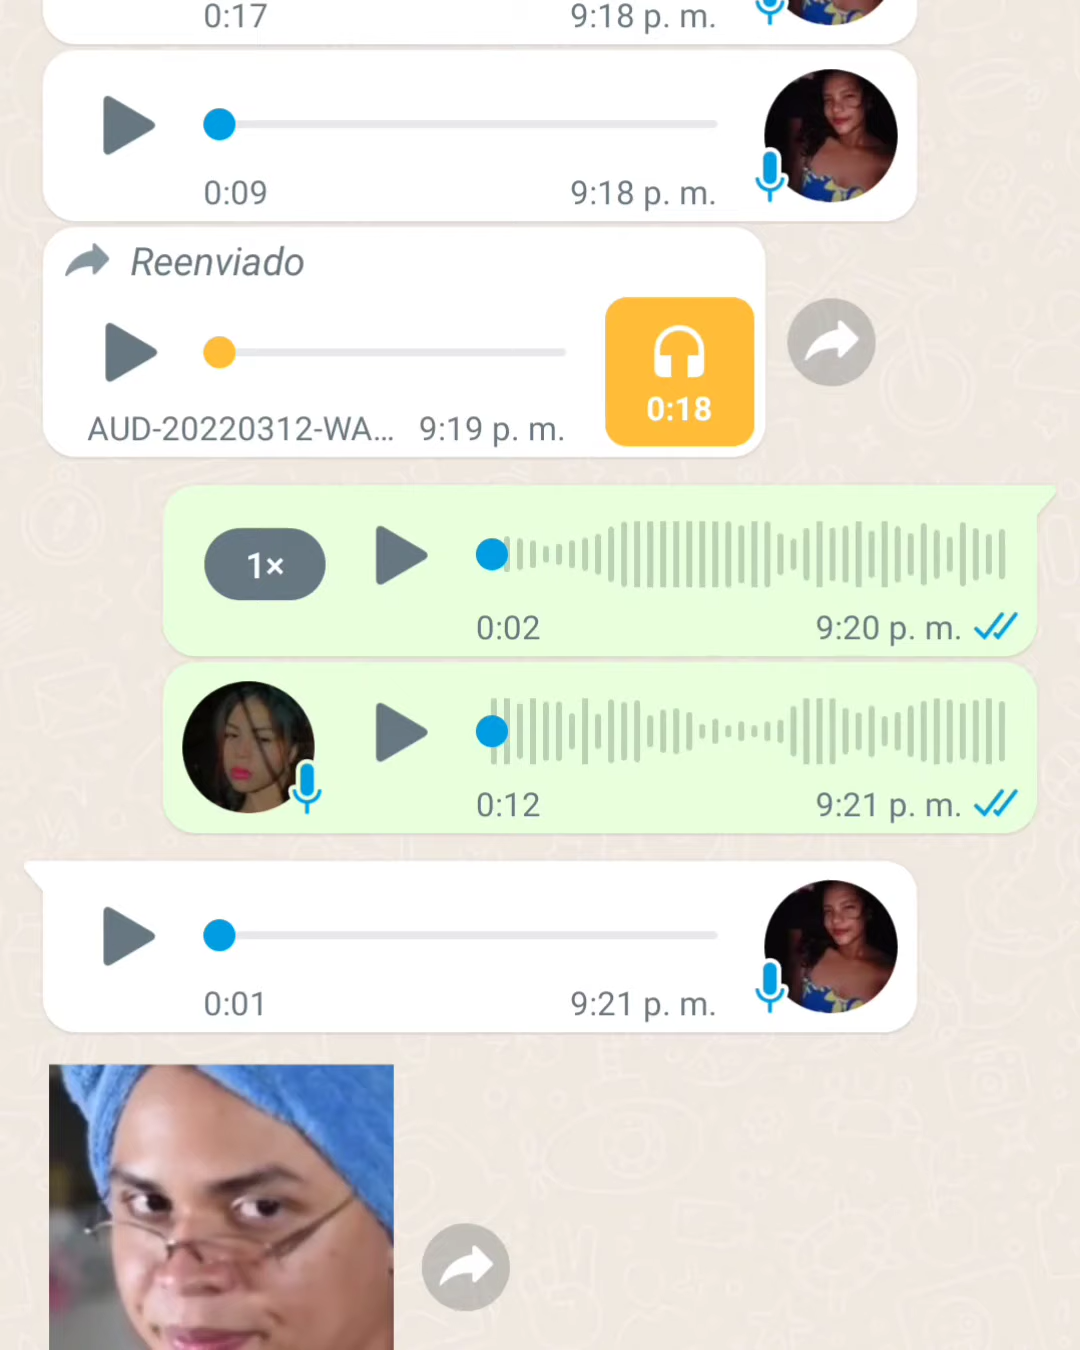 0:17 9:18 p. m.
0:09 9:18 p. m.
Reenviado
0:18
AUD-20220312-WA... 9:19 p. m.
1×
0:02 9:20 p. m.
0:12 9:21 p. m.
0:01 9:21 p. m.